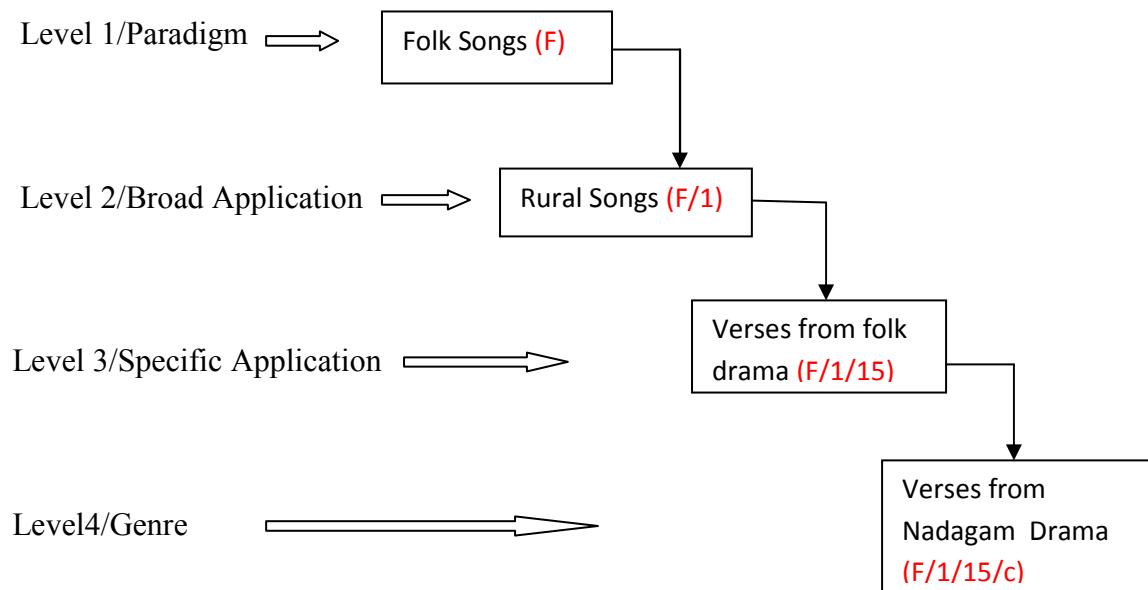 Level 1/Paradigm
Folk Songs (F)
Level 2/Broad Application
Rural Songs (F/1)
Level 3/Specific Application
Verses from folk
drama (F/1/15)
Level4/Genre
Verses from
Nadagam Drama
(F/1/15/c)